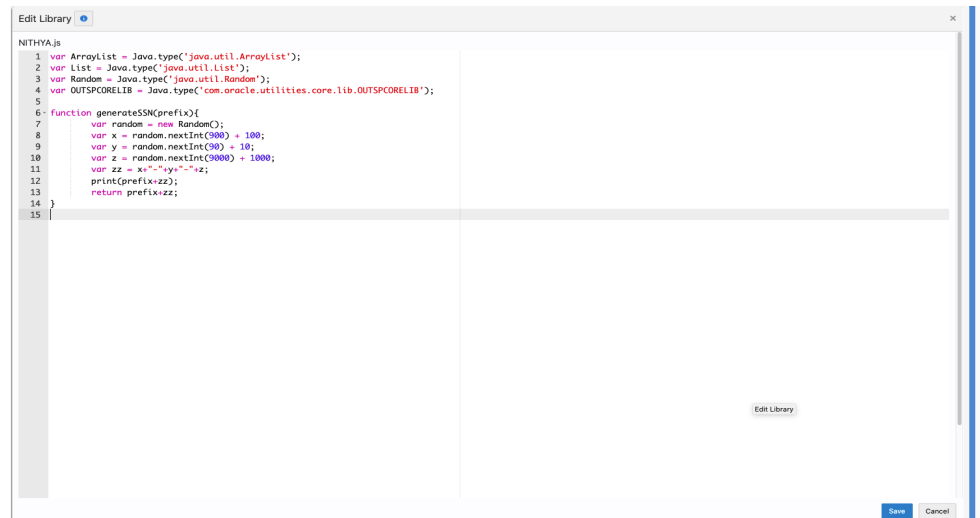 Edit Library
NITHYA.js
1 var ArrayList = Java.type('java.util.ArrayList');
2 var List = Java.type('java.util.List');
3 var Random = Java.type('java.util.Random');
4 var OUTSPCORELIB = Java.type('com.oracle.utilities.core.lib.OUTSPCORELIB');
5
6 function generateSSN(prefix){
7 var random = new Random();
8 var x = random.nextInt(900) + 100;
9 var y = random.nextInt(90) + 10;
10 var z = random.nextInt(9000) + 1000;
11 var zz = x+"-"+y+"-"+z;
12 print(prefix+zz);
13 return prefix+zz;
14 }
15
Edit Library
Save Cancel